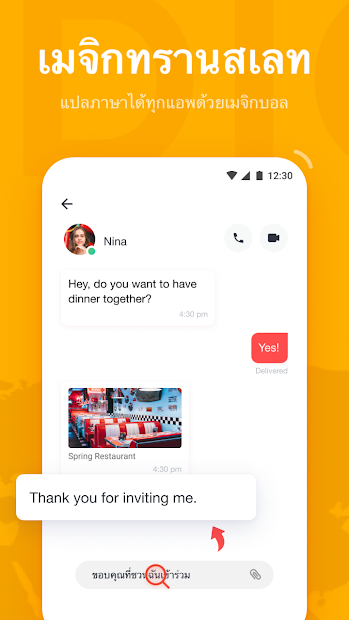 เมจิกทรานสเลท
แปลภาษาได้ทุกแอพด้วยเมจิกบอล
12:30
Nina
Hey, do you want to have
dinner together?
4:30 pm
Yes!
Delivered
Spring Restaurant
4:30 pm
Thank you for inviting me.
ขอบคุณที่ชวนฉันเข้าร่วม